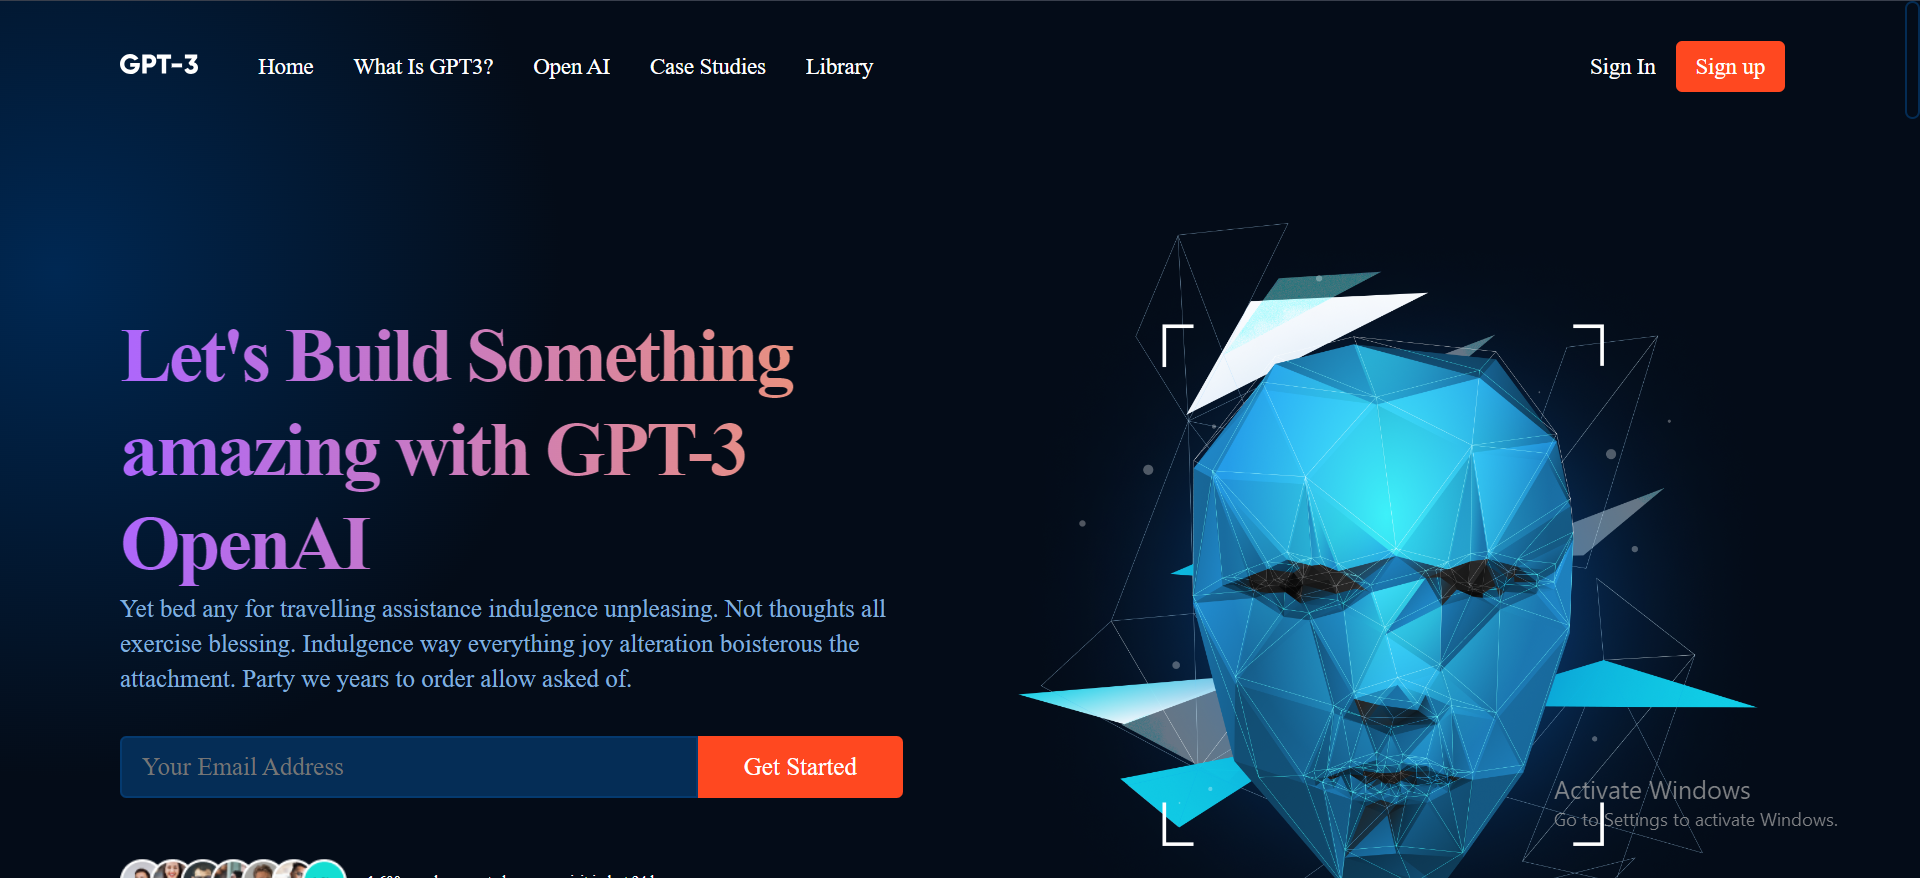 GPT-3 Home What Is GPT3? Open AI Case Studies Library Sign In Sign up
Let's Build Something
amazing with GPT-3
OpenAI
Yet bed any for travelling assistance indulgence unpleasing. Not thoughts all
exercise blessing. Indulgence way everything joy alteration boisterous the
attachment. Party we years to order allow asked of.
Your Email Address Get Started
Activate Windows
Go to Settings to activate Windows.